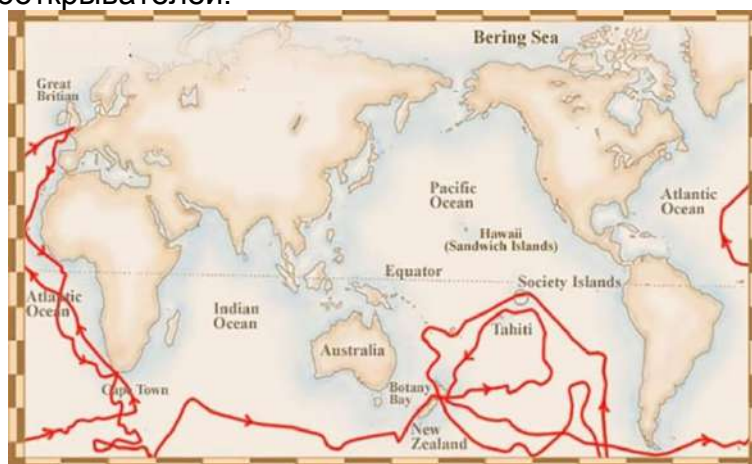 Bering Sea
Great
Britian
Pacific
Ocean
Atlantic
Ocean
Hawaii
(Sandwich Islands)
Equator
Society Islands
Atlantic
Ocean
Indian
Ocean
Tahiti
Australia
Cape Town
Botany
Bay
New
Zealand